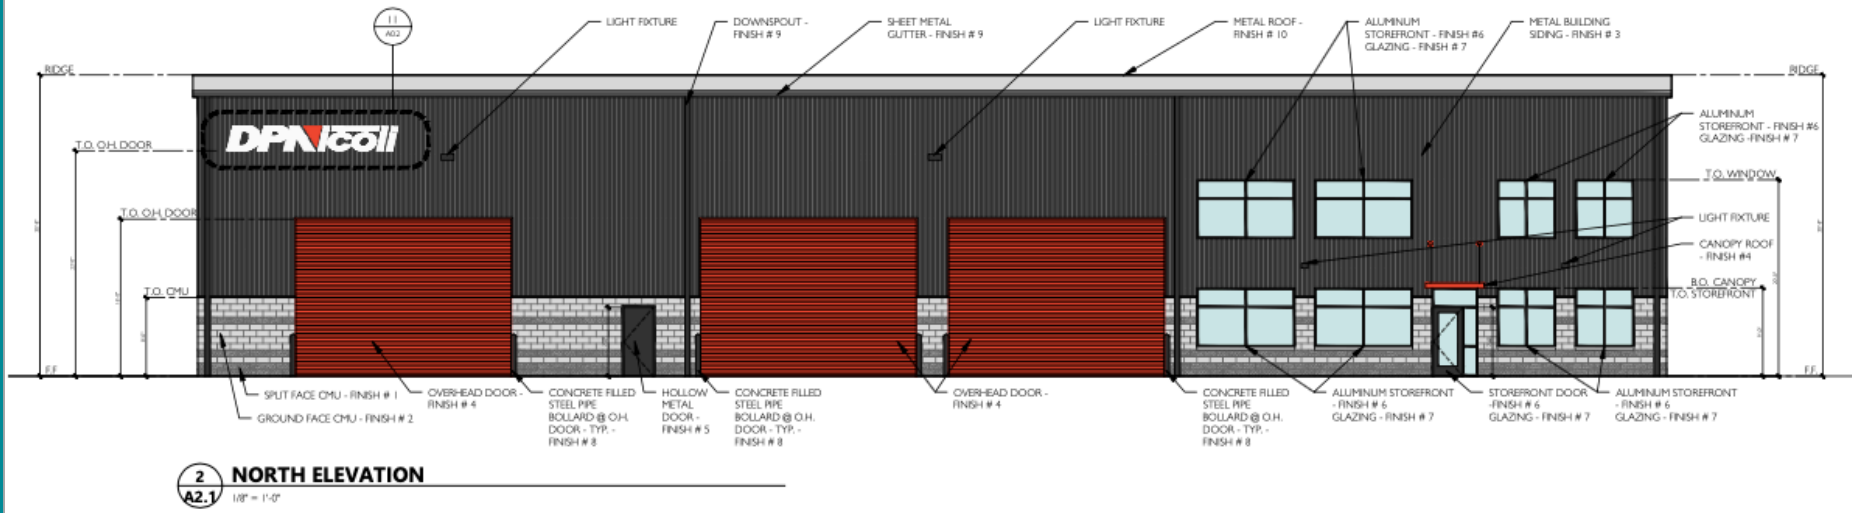 11
A02
LIGHT FIXTURE
DOWNSPOUT -
FINISH # 9
SHEET METAL
GUTTER - FINISH # 9
LIGHT FIXTURE
METAL ROOF -
FINISH # 10
ALUMINUM
STOREFRONT - FINISH #6
GLAZING - FINISH # 7
METAL BUILDING
SIDING - FINISH # 3
RIDGE
RIDGE
ALUMINUM
STOREFRONT - FINISH #6
GLAZING -FINISH # 7
DPNicoli
T.O. O.H. DOOR
T.O. WINDOW
T.O. O.H. DOOR
LIGHT FIXTURE
CANOPY ROOF
- FINISH #4
B.O. CANOPY
T.O. STOREFRONT
T.O. CMU
F.F.
F.F.
SPLIT FACE CMU - FINISH # 1
GROUND FACE CMU - FINISH # 2
OVERHEAD DOOR -
FINISH # 4
CONCRETE FILLED
STEEL PIPE
BOLLARD @ O.H.
DOOR - TYP. -
FINISH # 8
HOLLOW
METAL
DOOR -
FINISH # 5
CONCRETE FILLED
STEEL PIPE
BOLLARD @ O.H.
DOOR - TYP. -
FINISH # 8
OVERHEAD DOOR -
FINISH # 4
CONCRETE FILLED
STEEL PIPE
BOLLARD @ O.H.
DOOR - TYP. -
FINISH # 8
ALUMINUM STOREFRONT
- FINISH # 6
GLAZING - FINISH # 7
STOREFRONT DOOR
-FINISH # 6
GLAZING - FINISH # 7
ALUMINUM STOREFRONT
- FINISH # 6
GLAZING - FINISH # 7
2
A2.1
NORTH ELEVATION
1/8" = 1'-0"